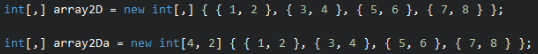 int[,] array2D = new int[,] { { 1, 2 }, { 3, 4 }, { 5, 6 }, { 7, 8 } };
int[,] array2Da = new int[4, 2] { { 1, 2 }, { 3, 4 }, { 5, 6 }, { 7, 8 } };